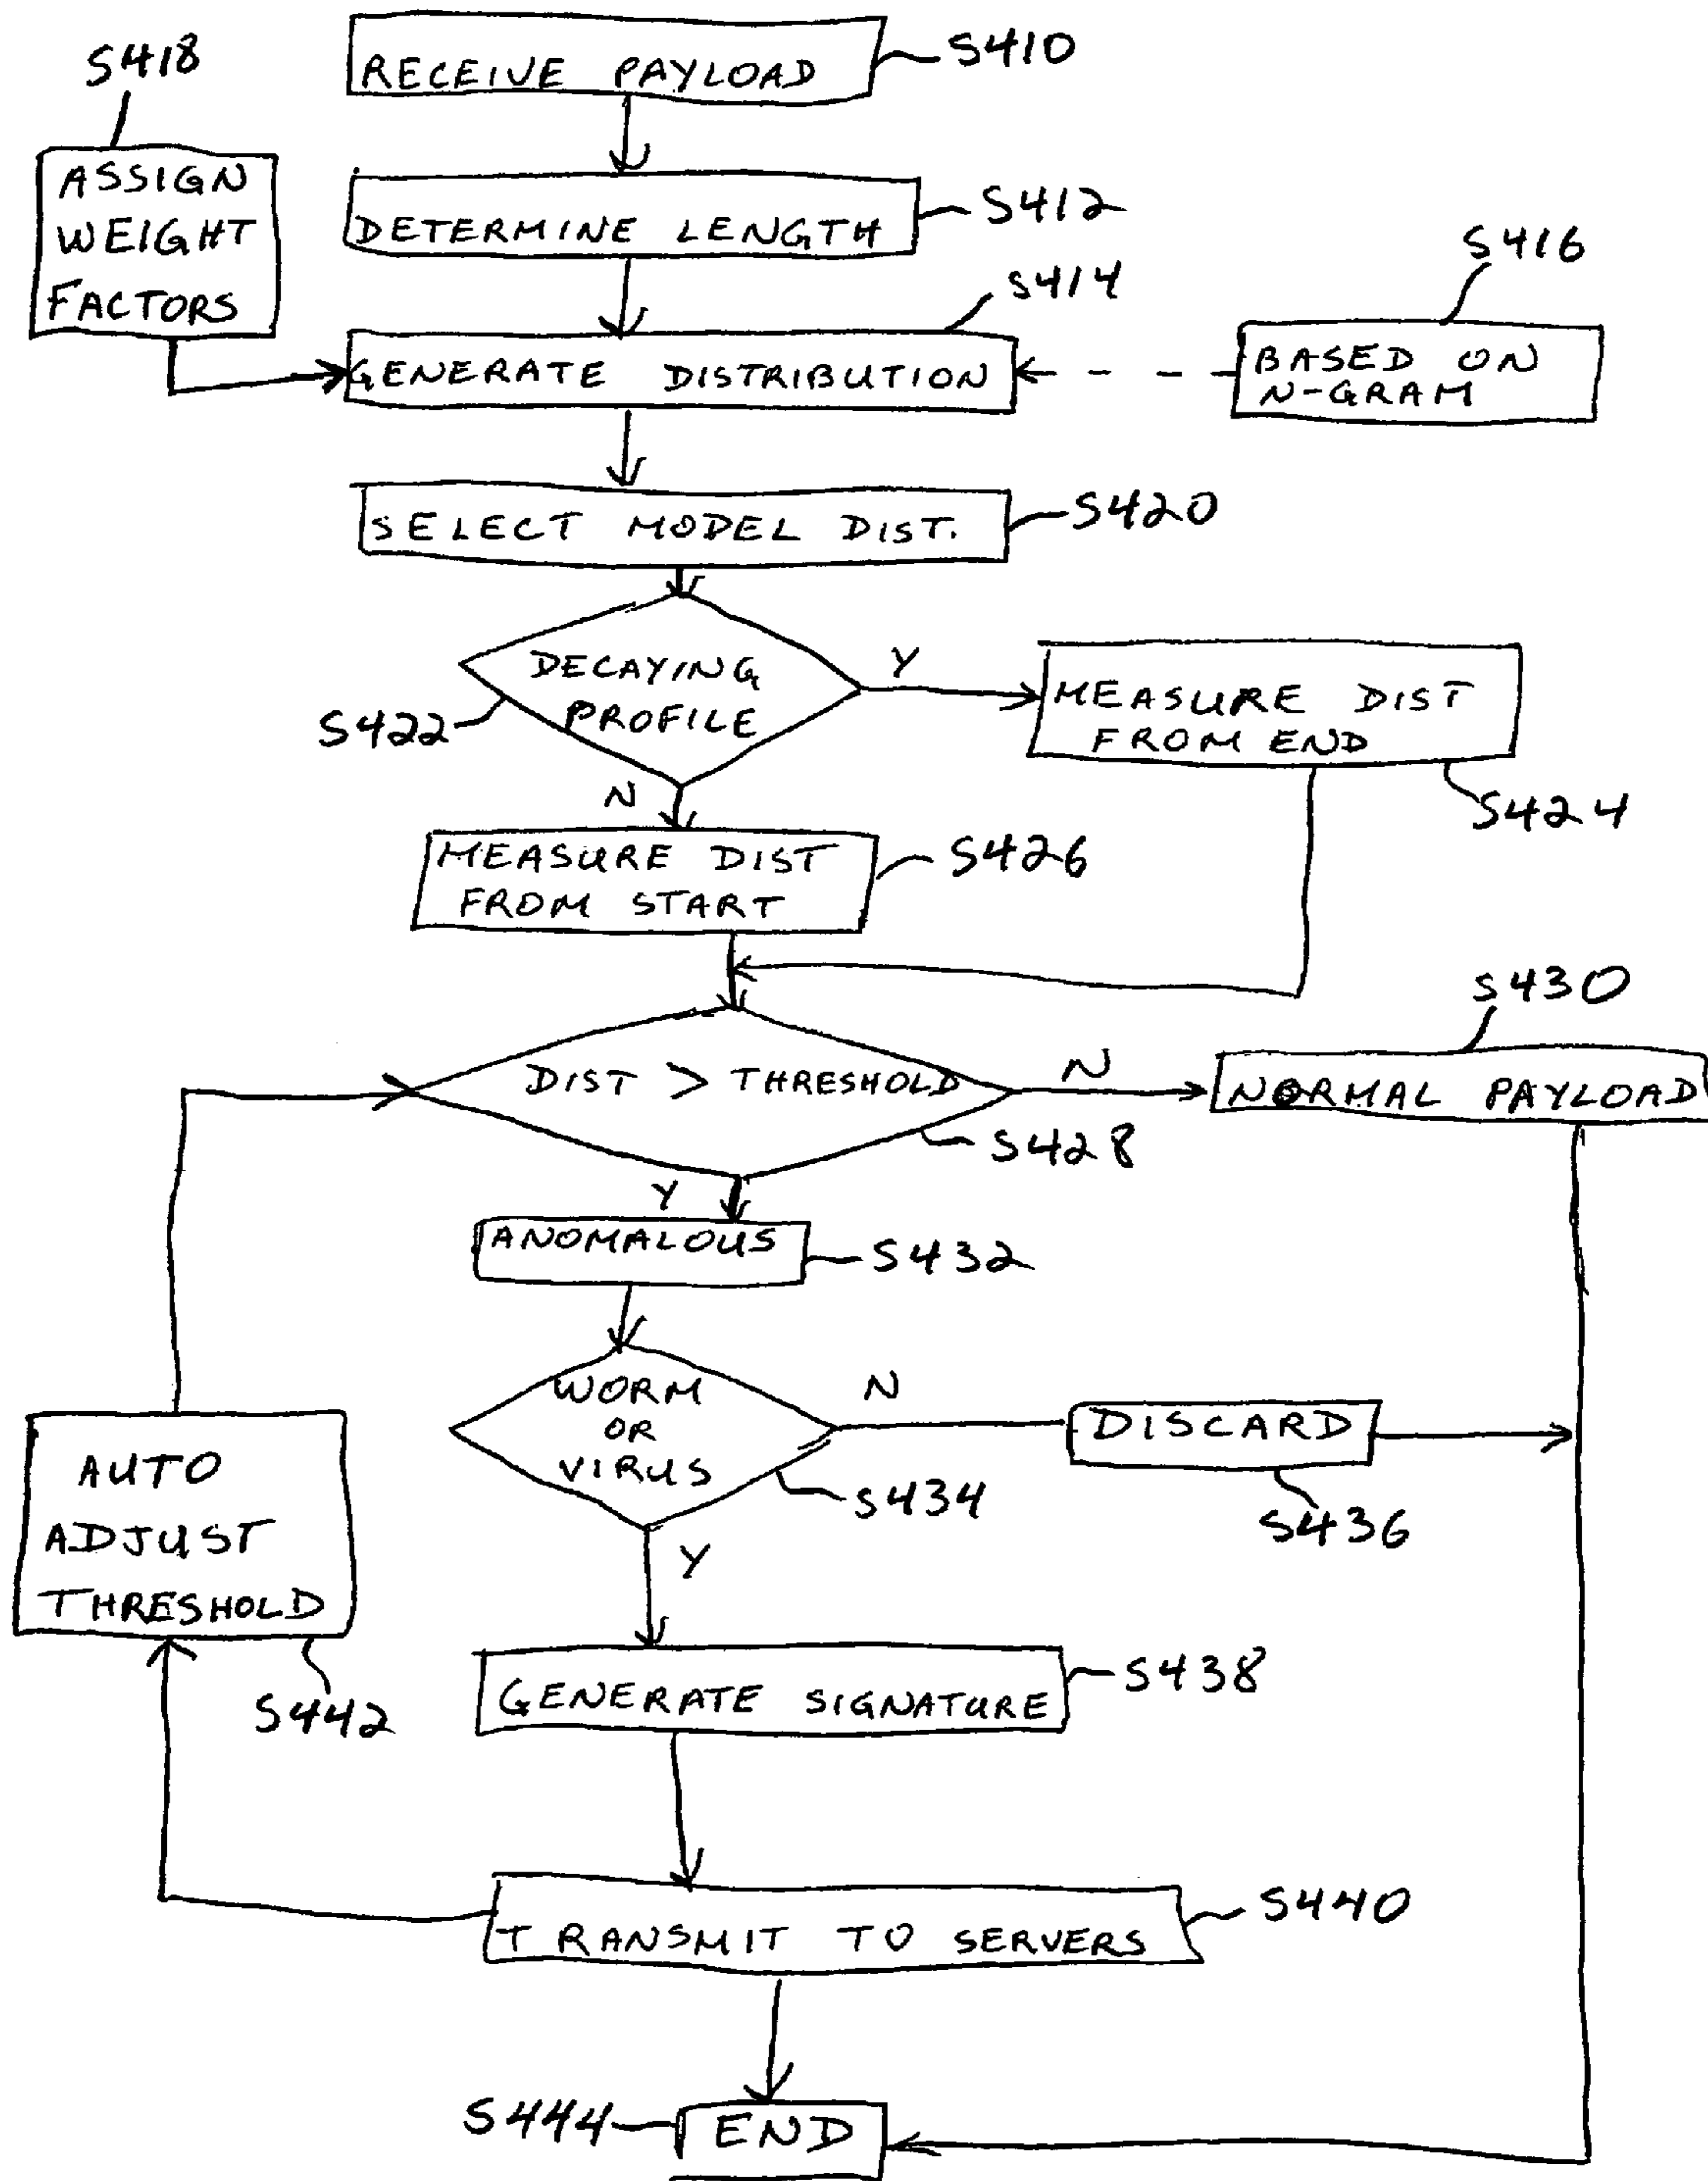 S418
RECEIVE PAYLOAD
S410
ASSIGN
WEIGHT
FACTORS
DETERMINE LENGTH
S412
S414
S416
GENERATE DISTRIBUTION
BASED ON
N-GRAM
SELECT MODEL DIST.
S420
DECAYING
PROFILE
S422
Y
MEASURE DIST
FROM END
S424
N
MEASURE DIST
FROM START
S426
S430
DIST > THRESHOLD
N
NORMAL PAYLOAD
S428
Y
ANOMALOUS
S432
WORM
OR
VIRUS
N
DISCARD
S434
S436
Y
AUTO
ADJUST
THRESHOLD
S442
GENERATE SIGNATURE
S438
TRANSMIT TO SERVERS
S440
S444
END